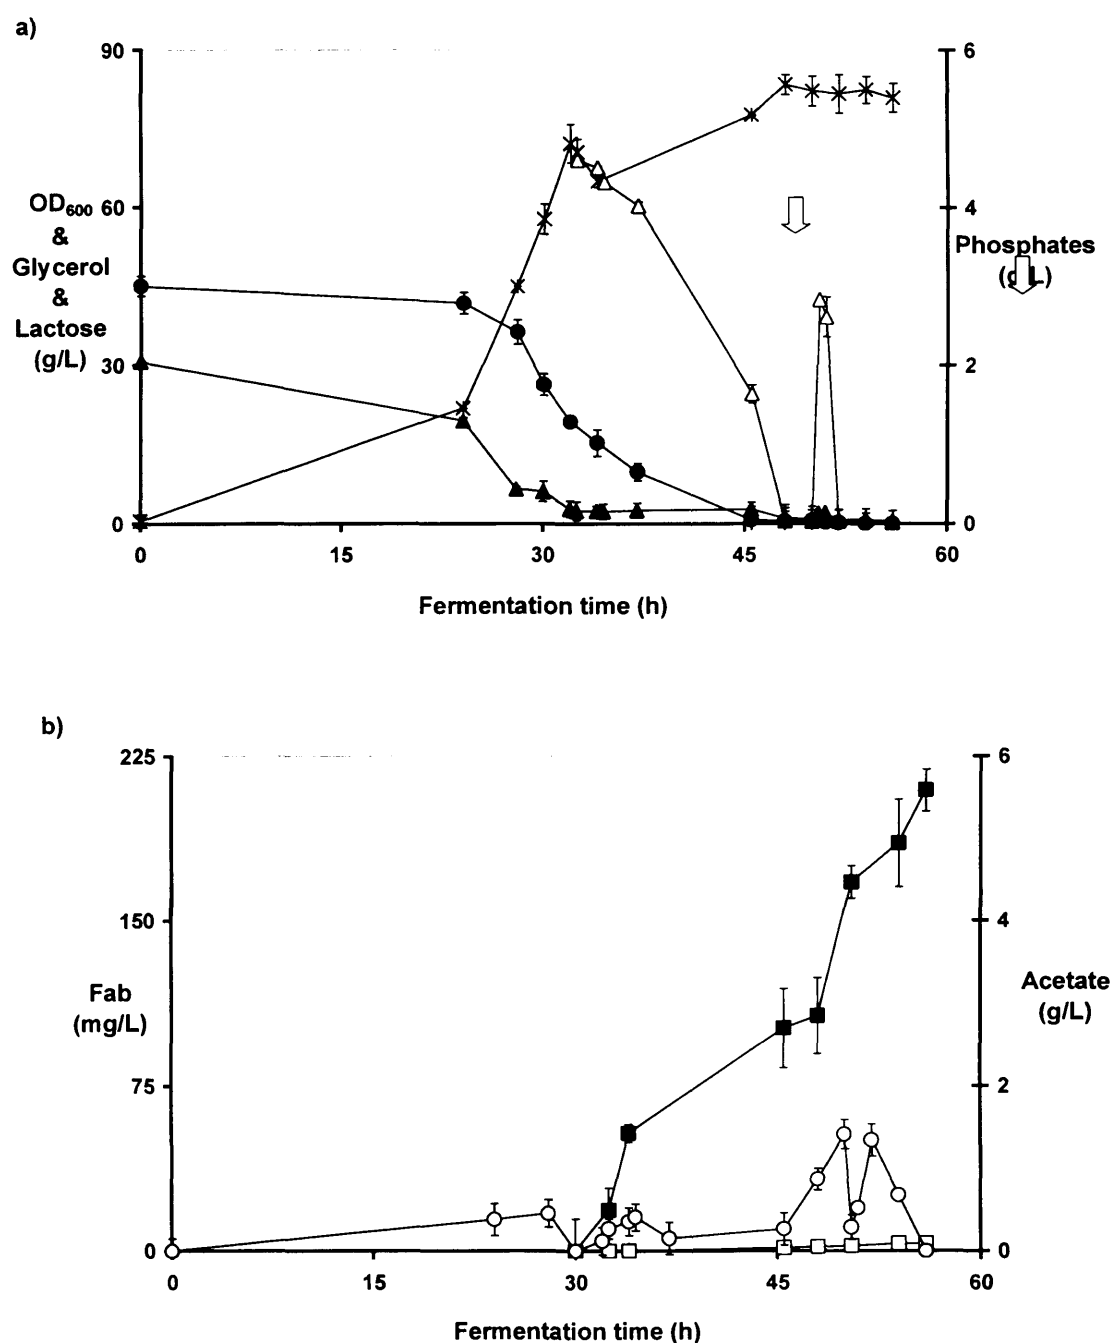 a)
90
6
OD600
60
4
&
Glycerol
Phosphates
(g/L)
&
Lactose
(g/L)
30
2
0
0
0
15
30
45
60
Fermentation time (h)
b)
225
6
150
4
Fab
(mg/L)
Acetate
(g/L)
75
2
0
0
0
15
30
45
60
Fermentation time (h)